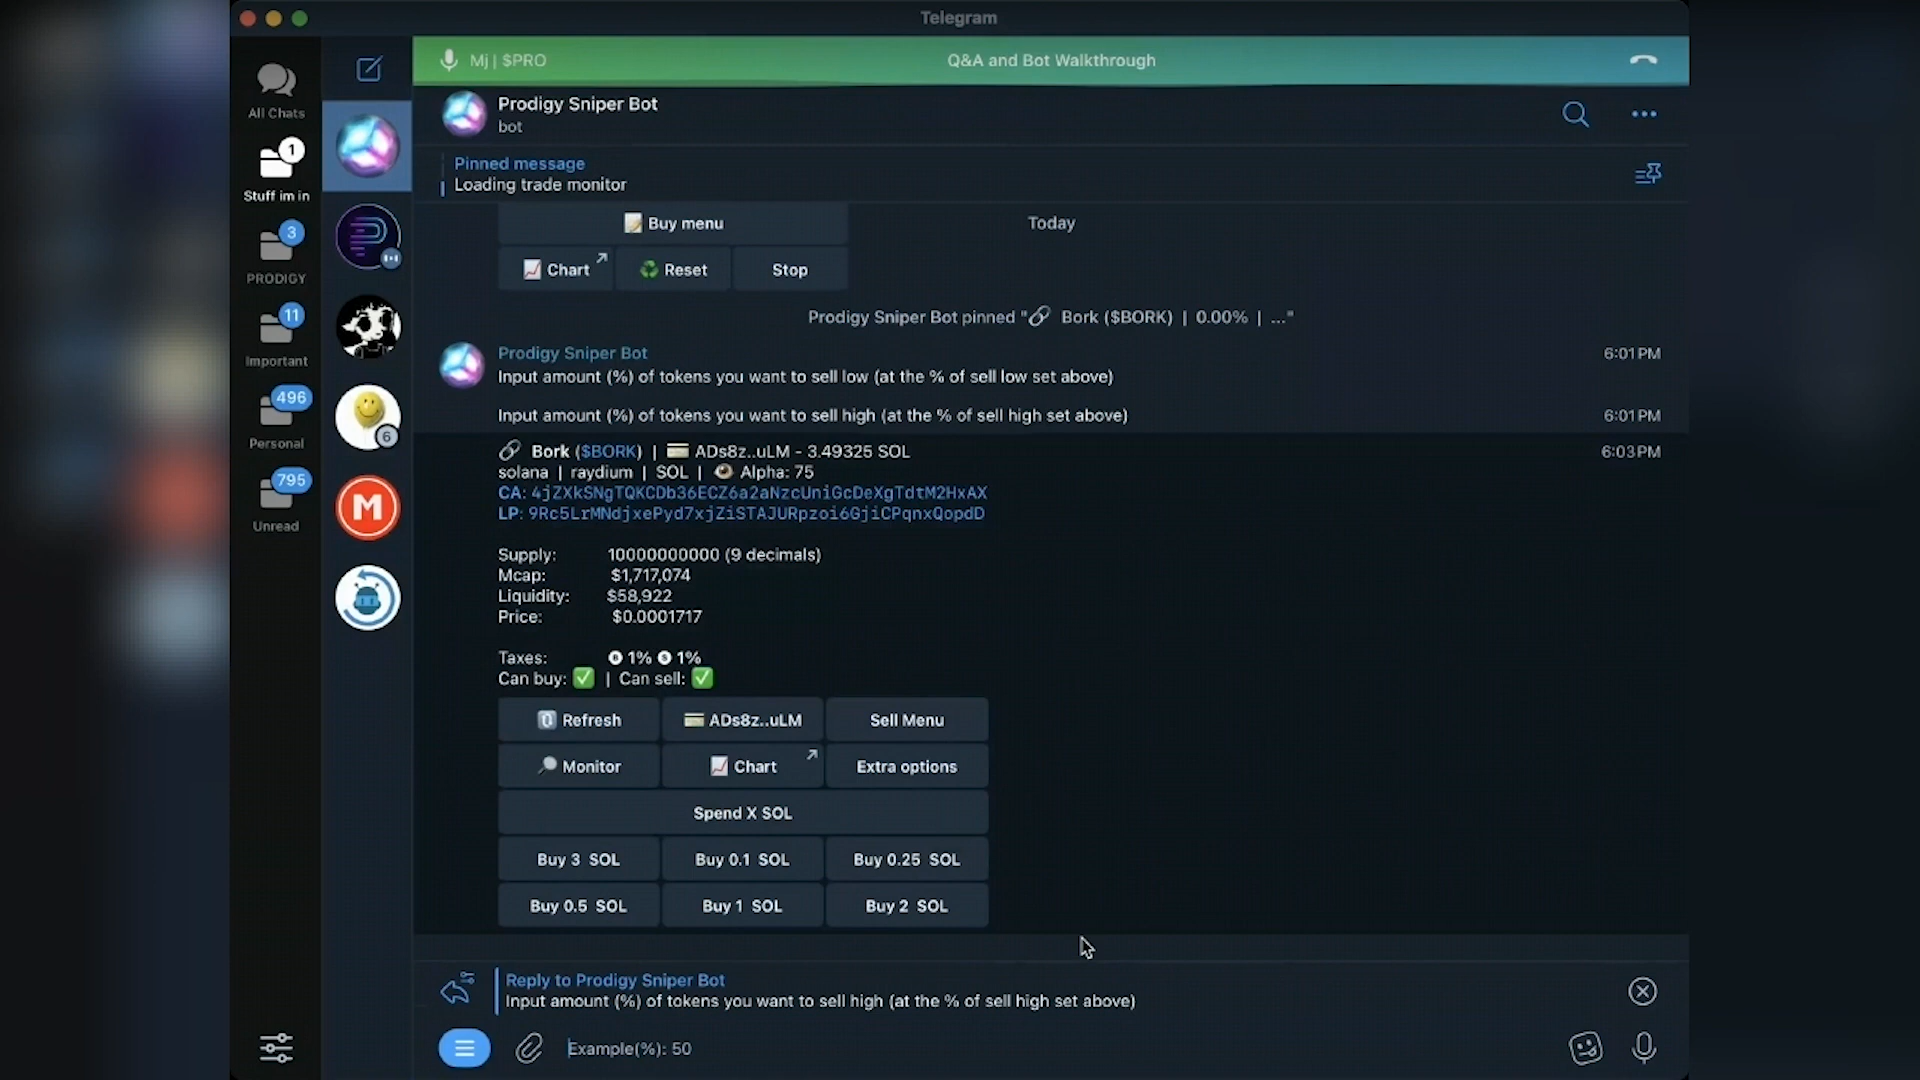 Telegram
Mj | $PRO
Q&A and Bot Walkthrough
All Chats
1
Stuff im in
3
PRODIGY
11
Important
496
Personal
795
Unread
6
M
Prodigy Sniper Bot
bot
Pinned message
Loading trade monitor
Buy menu
Today
Chart
Reset
Stop
Prodigy Sniper Bot pinned "🔗 Bork ($BORK) | 0.00% | ..."
Prodigy Sniper Bot
6:01 PM
Input amount (%) of tokens you want to sell low (at the % of sell low set above)
Input amount (%) of tokens you want to sell high (at the % of sell high set above)
6:01 PM
🔗 Bork ($BORK) | 💳 ADs8z..uLM - 3.49325 SOL
6:03 PM
solana | raydium | SOL | 👁 Alpha: 75
CA: 4jZXkSNgTQKCDb36ECZ6a2aNzcUniGcDeXgTdtM2HxAX
LP: 9Rc5LrMNdjxePyd7xjZiSTAJURpzoi6GjiCPqnxQopdD
Supply: 10000000000 (9 decimals)
Mcap: $1,717,074
Liquidity: $58,922
Price: $0.0001717
Taxes: 🅑 1% 🅢 1%
Can buy: ✅ | Can sell: ✅
Refresh
ADs8z..uLM
Sell Menu
Monitor
Chart
Extra options
Spend X SOL
Buy 3 SOL
Buy 0.1 SOL
Buy 0.25 SOL
Buy 0.5 SOL
Buy 1 SOL
Buy 2 SOL
Reply to Prodigy Sniper Bot
Input amount (%) of tokens you want to sell high (at the % of sell high set above)
Example(%): 50